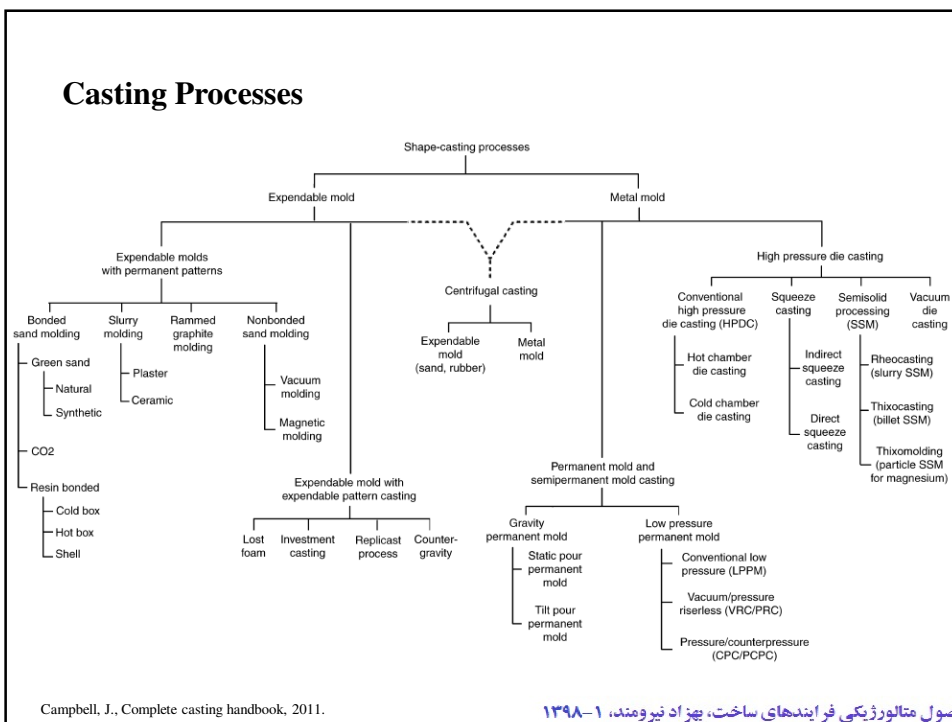 Casting Processes
Shape-casting processes
Expendable mold
Metal mold
Expendable molds
with permanent patterns
High pressure die casting
Centrifugal casting
Expendable
mold
(sand, rubber)
Metal
mold
Bonded
sand molding
Slurry
molding
Rammed
graphite
molding
Nonbonded
sand molding
Green sand
Natural
Synthetic
CO2
Resin bonded
Cold box
Hot box
Shell
Plaster
Ceramic
Vacuum
molding
Magnetic
molding
Conventional
high pressure
die casting (HPDC)
Squeeze
casting
Semisolid
processing
(SSM)
Vacuum
die
casting
Hot chamber
die casting
Cold chamber
die casting
Indirect
squeeze
casting
Direct
squeeze
casting
Rheocasting
(slurry SSM)
Thixocasting
(billet SSM)
Thixomolding
(particle SSM
for magnesium)
Expendable mold with
expendable pattern casting
Lost
foam
Investment
casting
Replicast
process
Counter-
gravity
Permanent mold and
semipermanent mold casting
Gravity
permanent mold
Low pressure
permanent mold
Static pour
permanent
mold
Tilt pour
permanent
mold
Conventional low
pressure (LPPM)
Vacuum/pressure
riserless (VRC/PRC)
Pressure/counterpressure
(CPC/PCPC)
Campbell, J., Complete casting handbook, 2011.
صول متالورژیکی فرایندهای ساخت، بهزاد نیرومند، ۱–۱۳۹۸